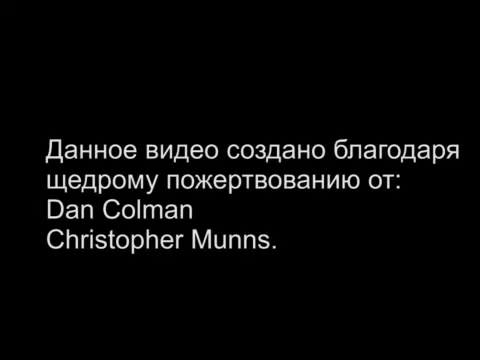 Данное видео создано благодаря
щедрому пожертвованию от:
Dan Colman
Christopher Munns.